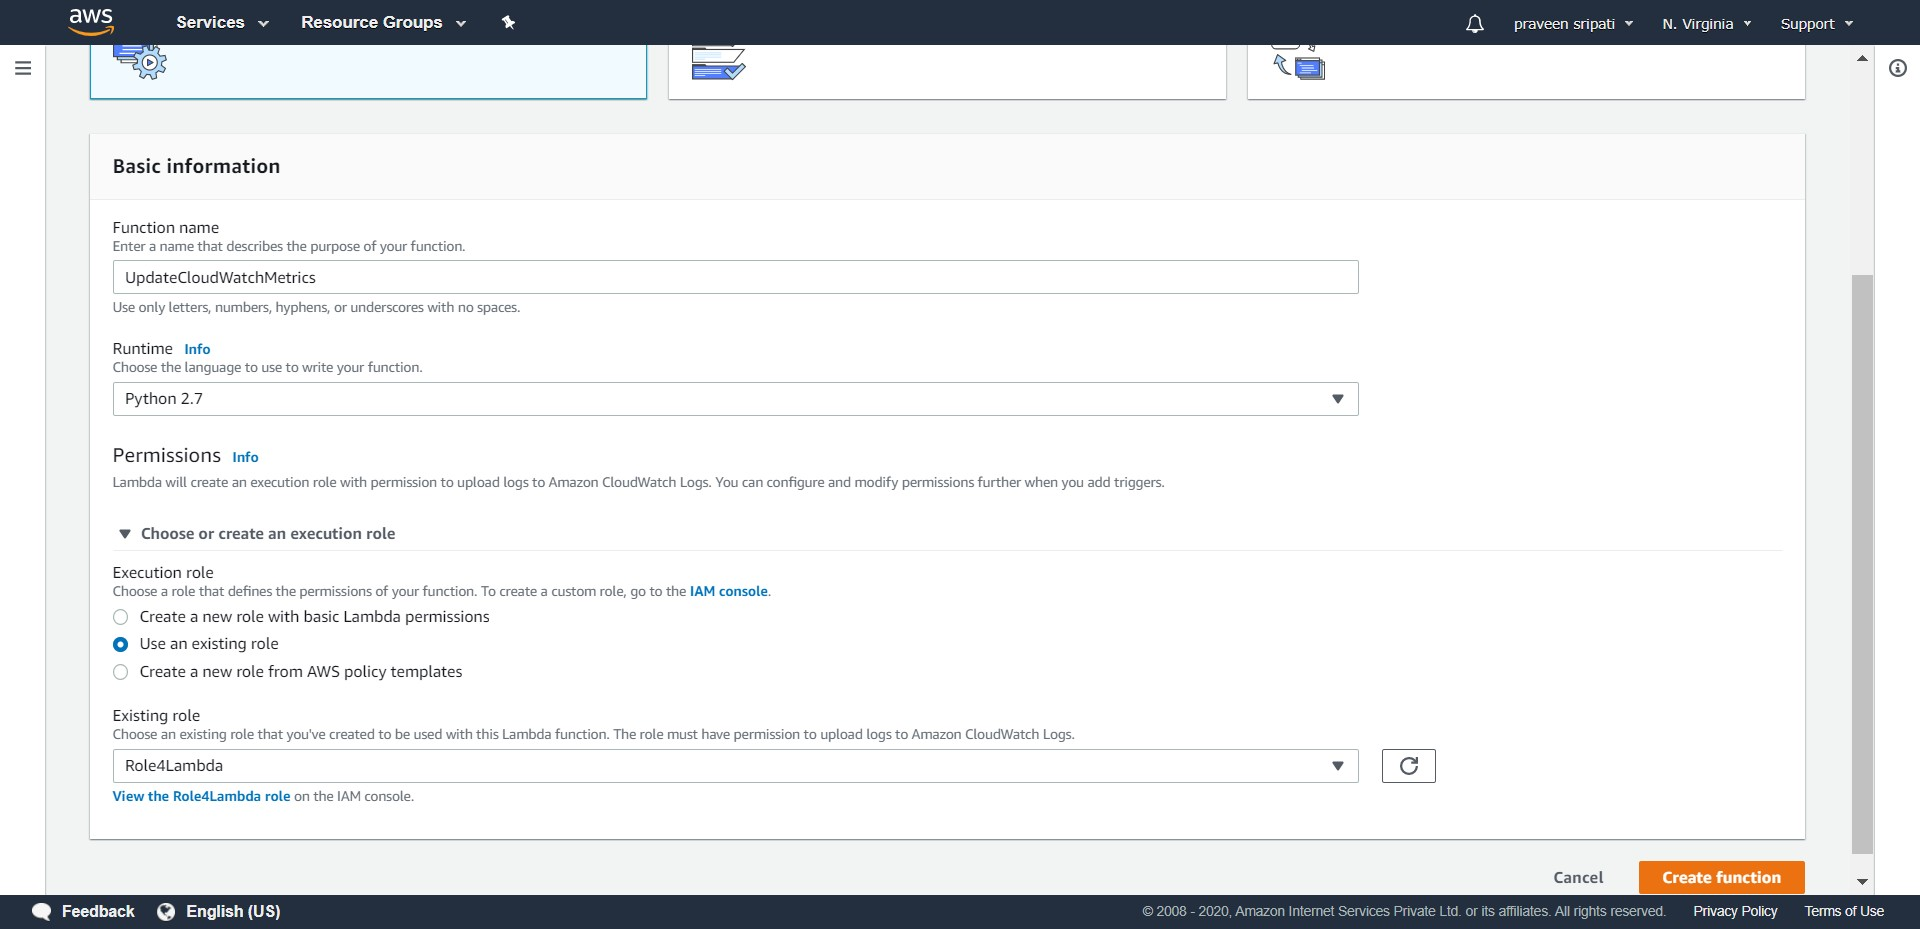 aws Services Resource Groups praveen sripati N. Virginia Support
Basic information
Function name
Enter a name that describes the purpose of your function.
UpdateCloudWatchMetrics
Use only letters, numbers, hyphens, or underscores with no spaces.
Runtime Info
Choose the language to use to write your function.
Python 2.7
Permissions Info
Lambda will create an execution role with permission to upload logs to Amazon CloudWatch Logs. You can configure and modify permissions further when you add triggers.
Choose or create an execution role
Execution role
Choose a role that defines the permissions of your function. To create a custom role, go to the IAM console.
Create a new role with basic Lambda permissions
Use an existing role
Create a new role from AWS policy templates
Existing role
Choose an existing role that you've created to be used with this Lambda function. The role must have permission to upload logs to Amazon CloudWatch Logs.
Role4Lambda
View the Role4Lambda role on the IAM console.
Cancel Create function
Feedback English (US) © 2008 - 2020, Amazon Internet Services Private Ltd. or its affiliates. All rights reserved. Privacy Policy Terms of Use